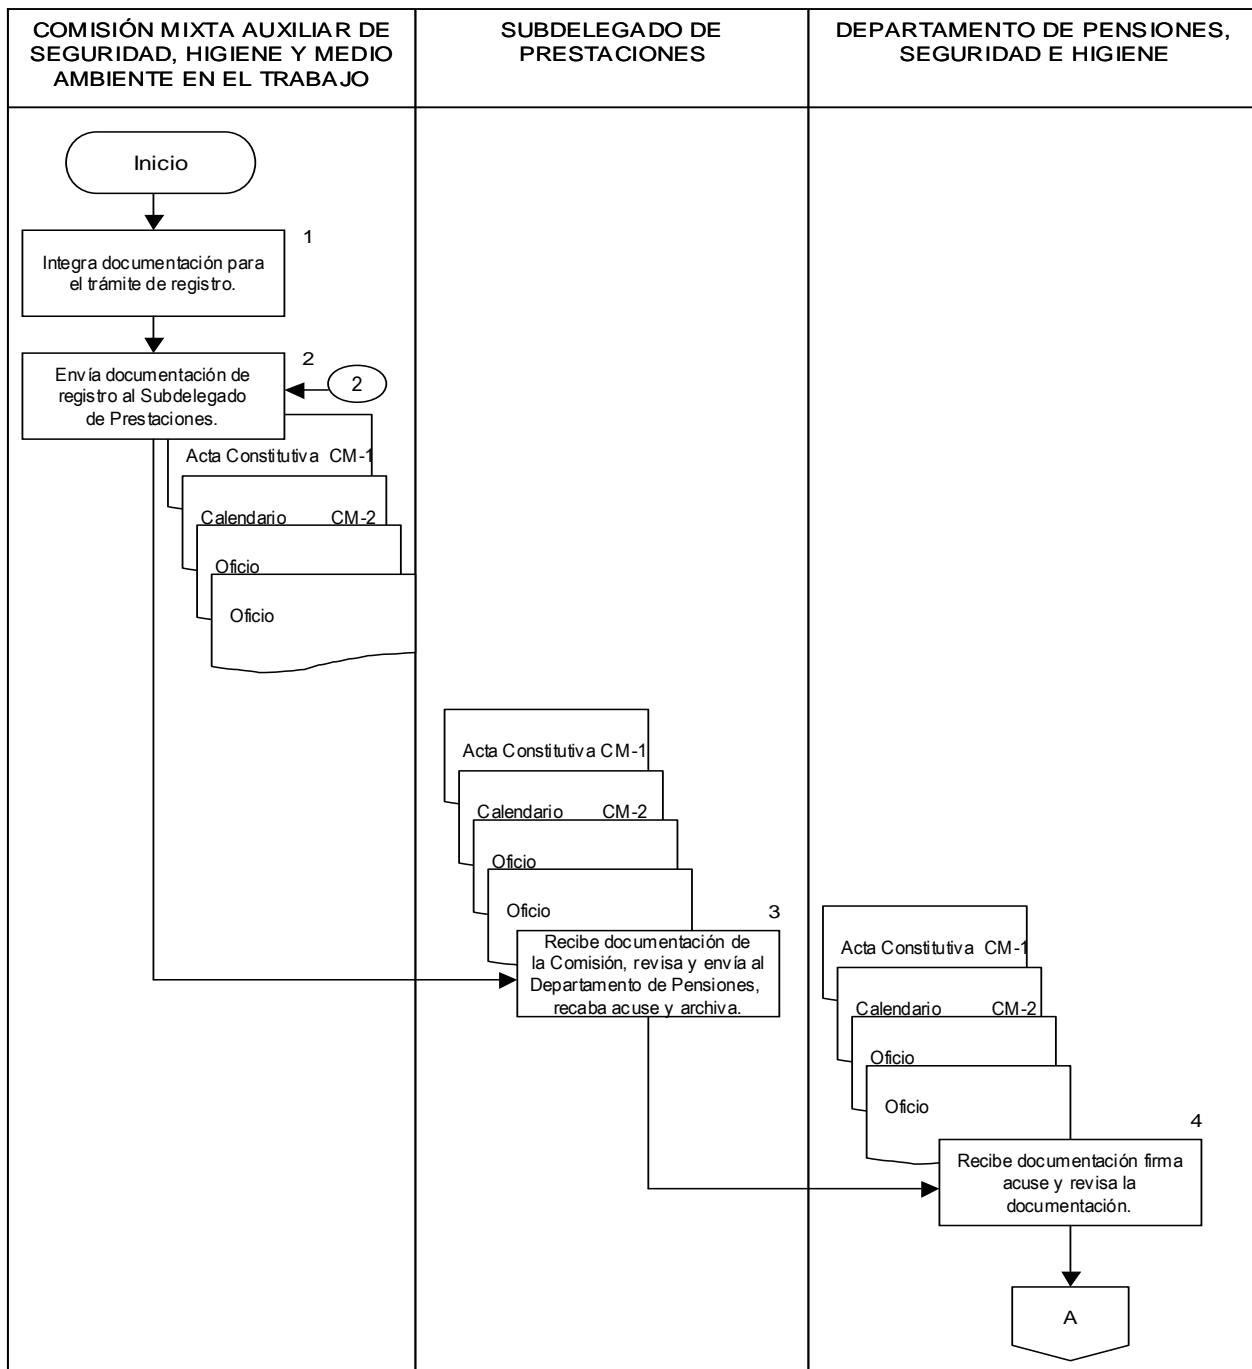 COMISIÓN MIXTA AUXILIAR DE
SEGURIDAD, HIGIENE Y MEDIO
AMBIENTE EN EL TRABAJO
SUBDELEGADO DE
PRESTACIONES
DEPARTAMENTO DE PENSIONES,
SEGURIDAD E HIGIENE
Inicio
1
Integra documentación para
el trámite de registro.
2
Envía documentación de
registro al Subdelegado
de Prestaciones.
2
Acta Constitutiva CM-1
Calendario CM-2
Oficio
Oficio
Acta Constitutiva CM-1
Calendario CM-2
Oficio
Oficio
3
Recibe documentación de
la Comisión, revisa y envía al
Departamento de Pensiones,
recaba acuse y archiva.
Acta Constitutiva CM-1
Calendario CM-2
Oficio
Oficio
4
Recibe documentación firma
acuse y revisa la
documentación.
A